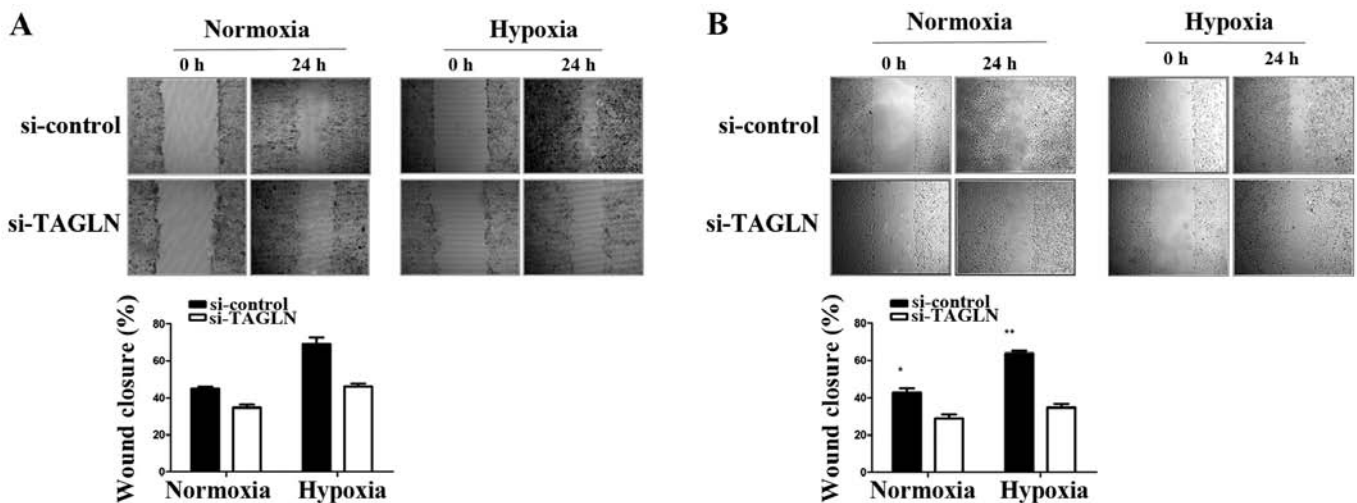 A
Normoxia
Hypoxia
0 h
24 h
0 h
24 h
si-control
si-TAGLN
si-control
si-TAGLN
Wound closure (%)
80
60
40
20
0
Normoxia
Hypoxia
B
Normoxia
Hypoxia
0 h
24 h
0 h
24 h
si-control
si-TAGLN
si-control
si-TAGLN
Wound closure (%)
80
60
40
20
0
*
**
Normoxia
Hypoxia